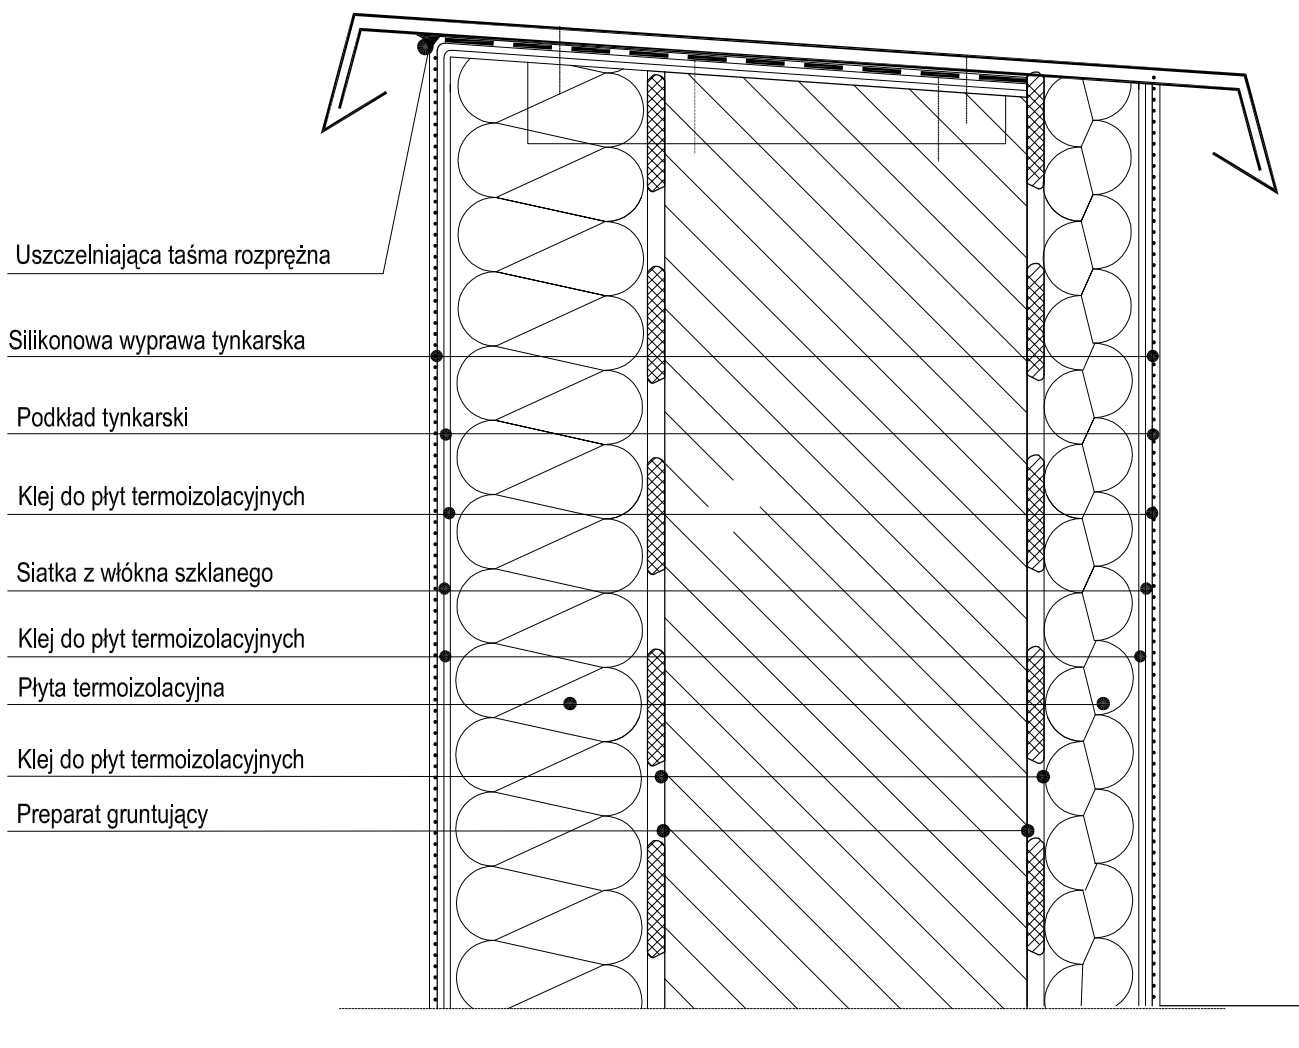 Uszczelniająca taśma rozprężna
Silikonowa wyprawa tynkarska
Podkład tynkarski
Klej do płyt termoizolacyjnych
Siatka z włókna szklanego
Klej do płyt termoizolacyjnych
Płyta termoizolacyjna
Klej do płyt termoizolacyjnych
Preparat gruntujący